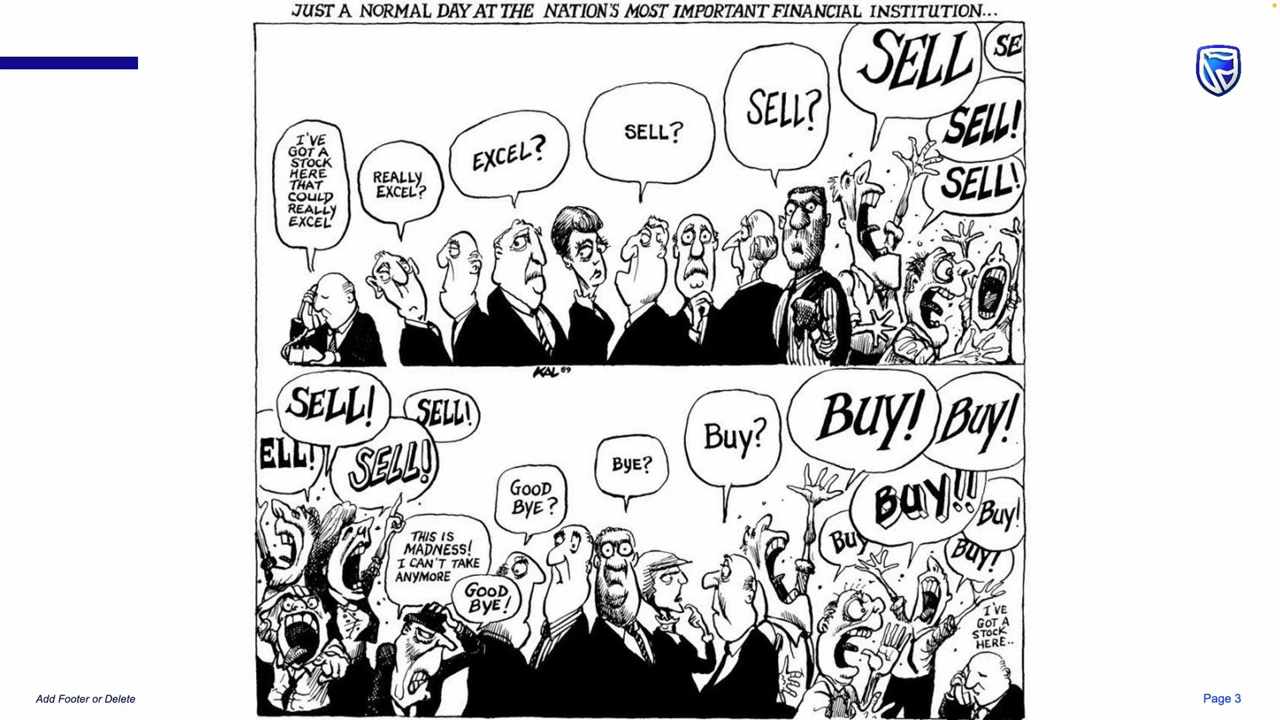 JUST A NORMAL DAY AT THE NATION'S MOST IMPORTANT FINANCIAL INSTITUTION...
I'VE
GOT A
STOCK
HERE
THAT
COULD
REALLY
EXCEL
REALLY
EXCEL?
EXCEL?
SELL?
SELL?
SELL
SE
SELL!
SELL!
KAL 89
SELL!
SELL!
ELL!
SELL!
THIS IS
MADNESS!
I CAN'T TAKE
ANYMORE
GOOD
BYE!
GOOD
BYE?
BYE?
BUY?
BUY!
BUY!
BUY!!
BUY!
BUY
BUY!
I'VE
GOT A
STOCK
HERE..
Add Footer or Delete
Page 3